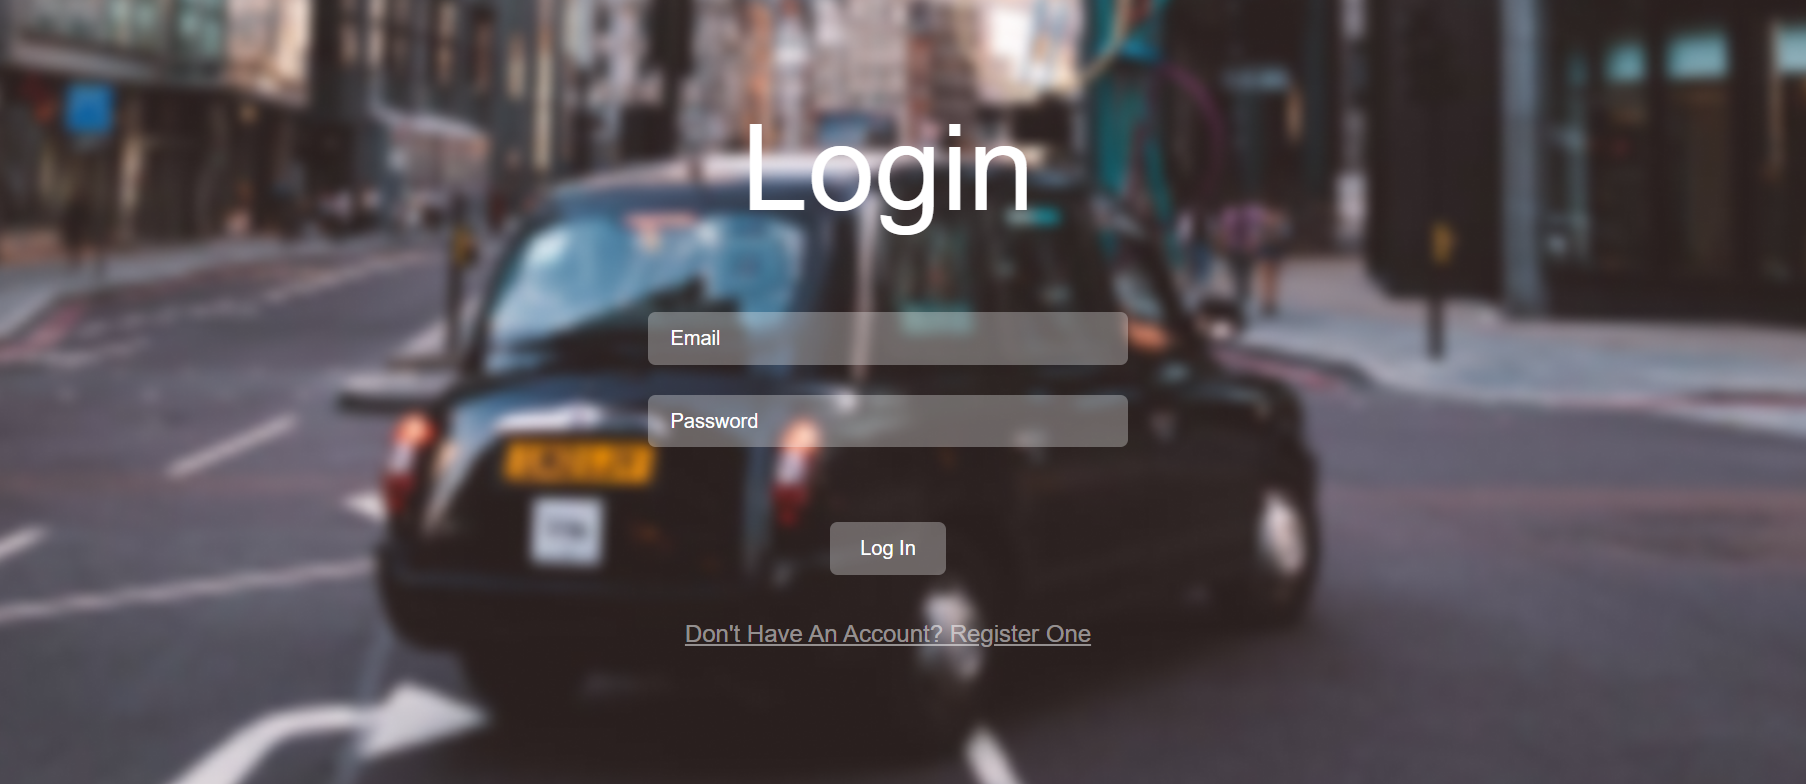 Login
Email
Password
Log In
Don't Have An Account? Register One